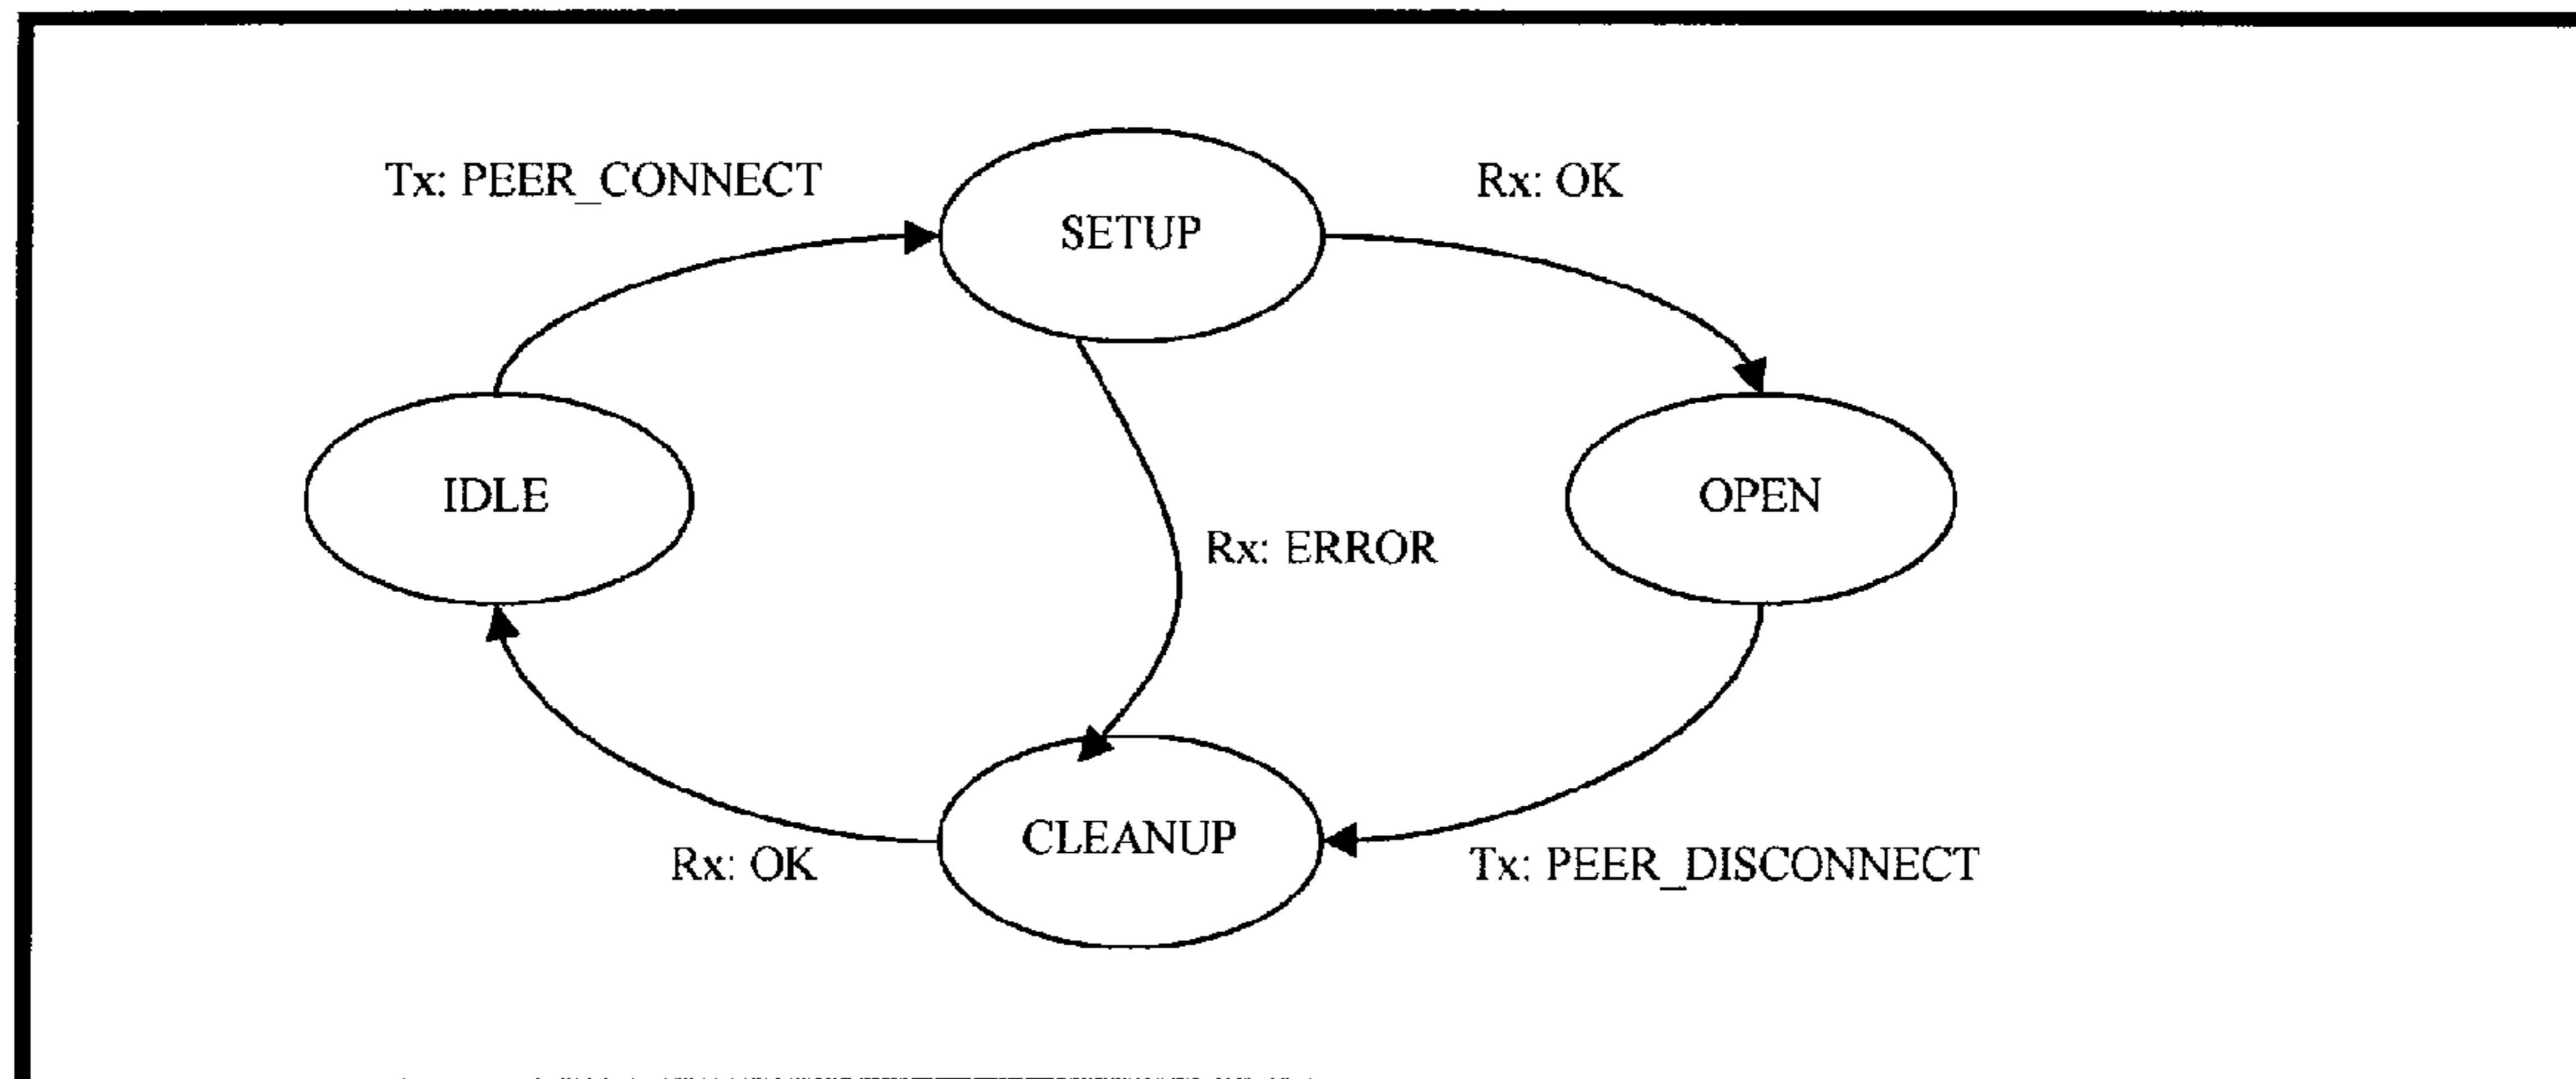 Tx: PEER_CONNECT
SETUP
Rx: OK
IDLE
OPEN
Rx: ERROR
CLEANUP
Rx: OK
Tx: PEER_DISCONNECT